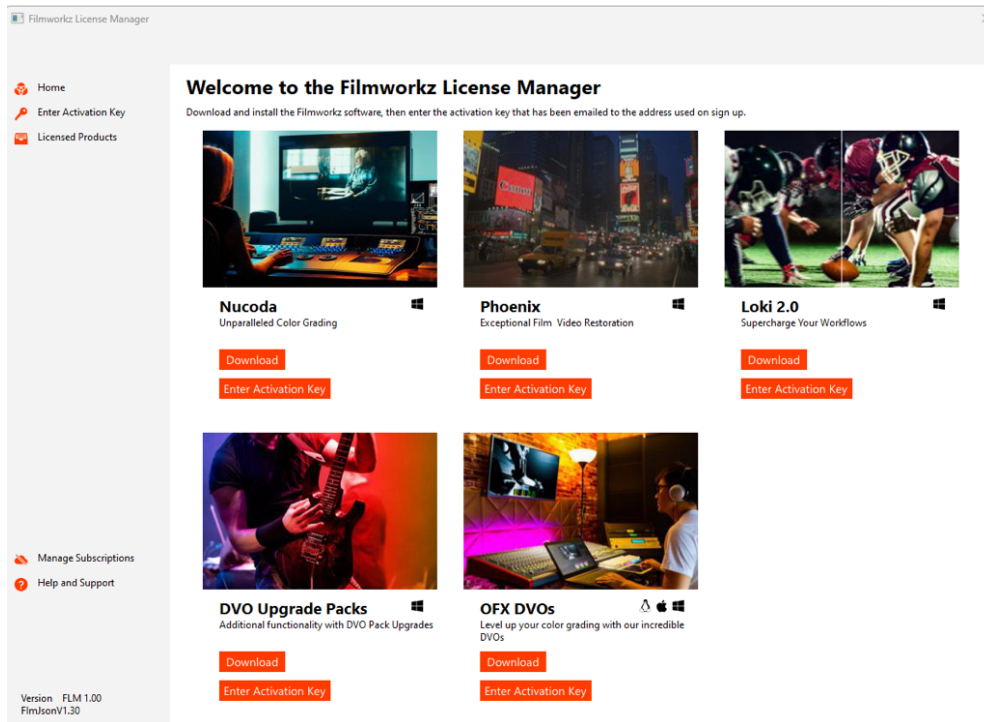 Filmworkz License Manager
Home
Enter Activation Key
Licensed Products
Manage Subscriptions
Help and Support
Version FLM 1.00
FlmJsonV1.30
Welcome to the Filmworkz License Manager
Download and install the Filmworkz software, then enter the activation key that has been emailed to the address used on sign up.
Canon
Nucoda
Unparalleled Color Grading
Download
Enter Activation Key
Phoenix
Exceptional Film Video Restoration
Download
Enter Activation Key
Loki 2.0
Supercharge Your Workflows
Download
Enter Activation Key
DVO Upgrade Packs
Additional functionality with DVO Pack Upgrades
Download
Enter Activation Key
OFX DVOs
Level up your color grading with our incredible
DVOs
Download
Enter Activation Key